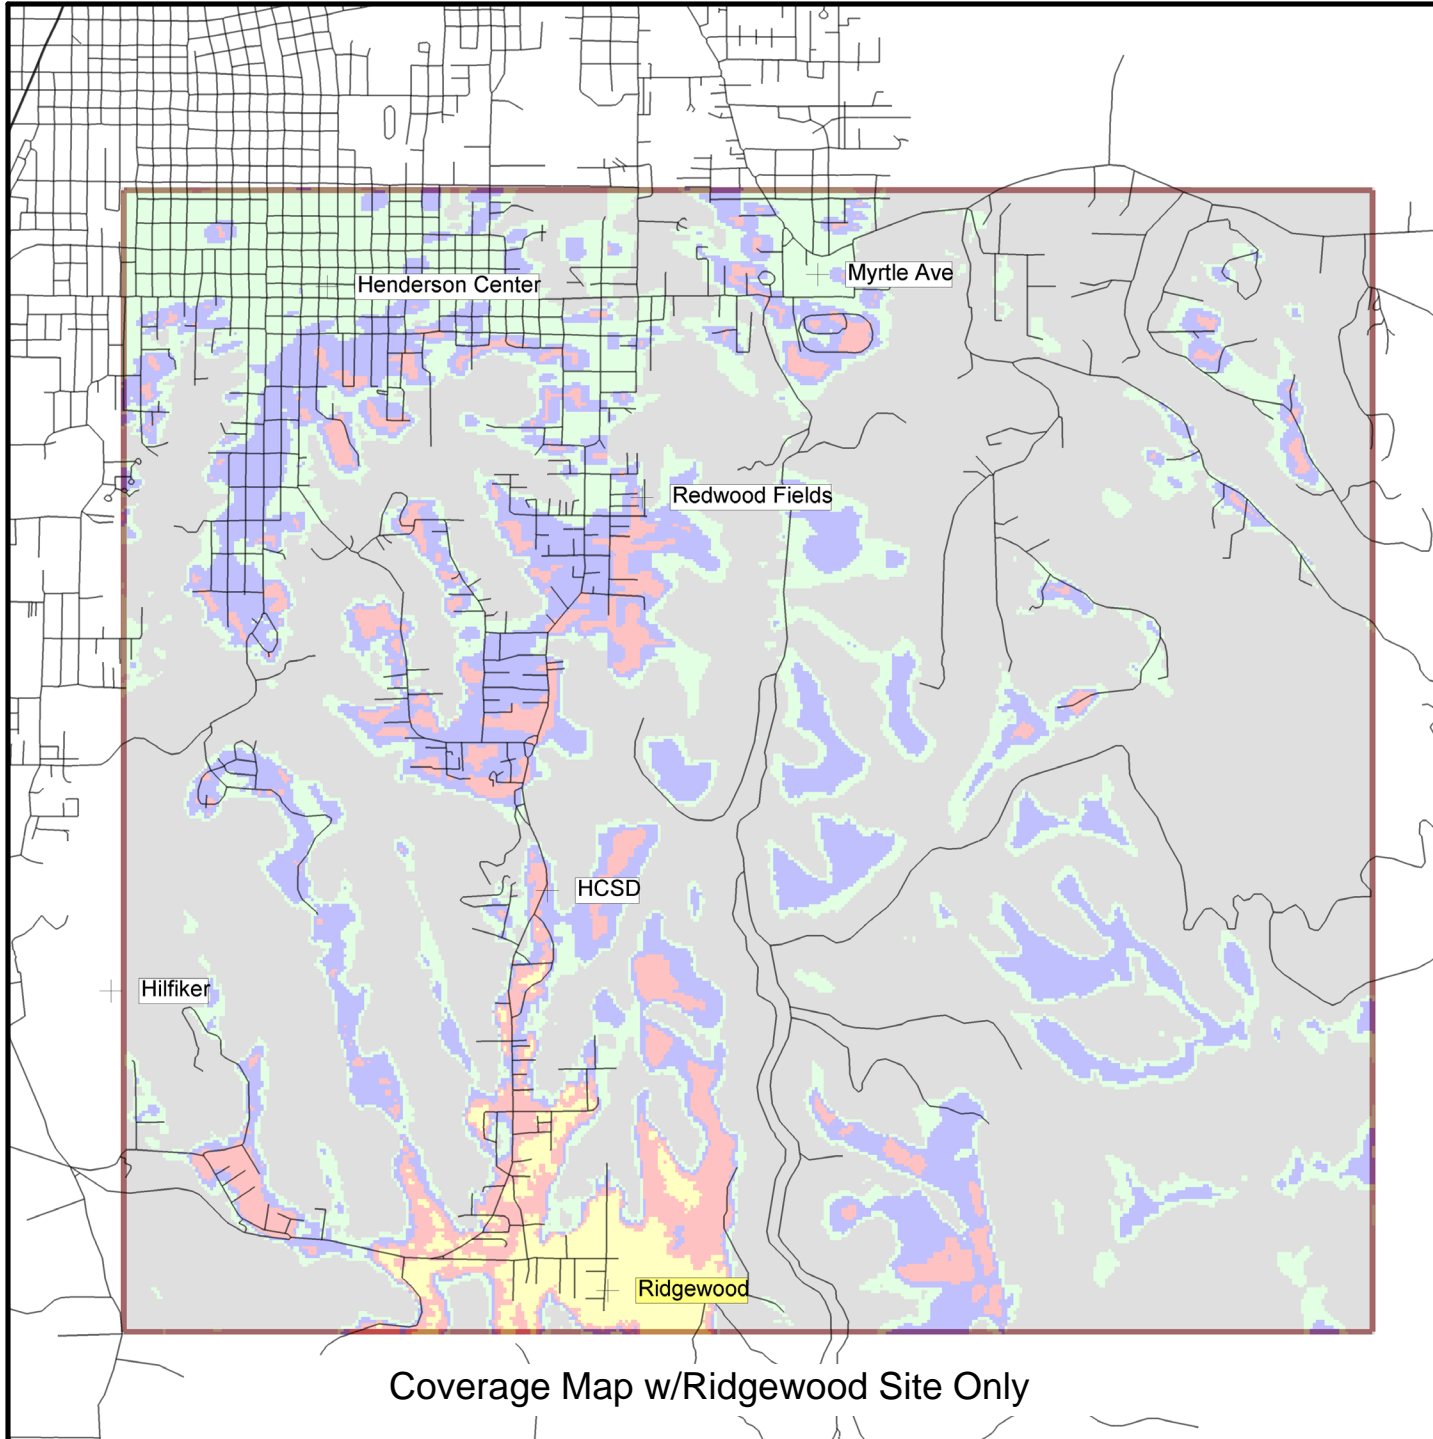 Myrtle Ave
Henderson Center
Redwood Fields
HCSD
Hilfiker
Ridgewood
Coverage Map w/Ridgewood Site Only